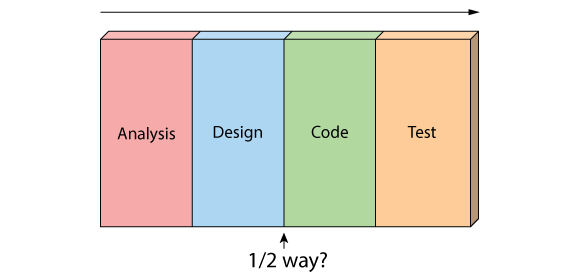 Analysis
Design
Code
Test
1/2 way?